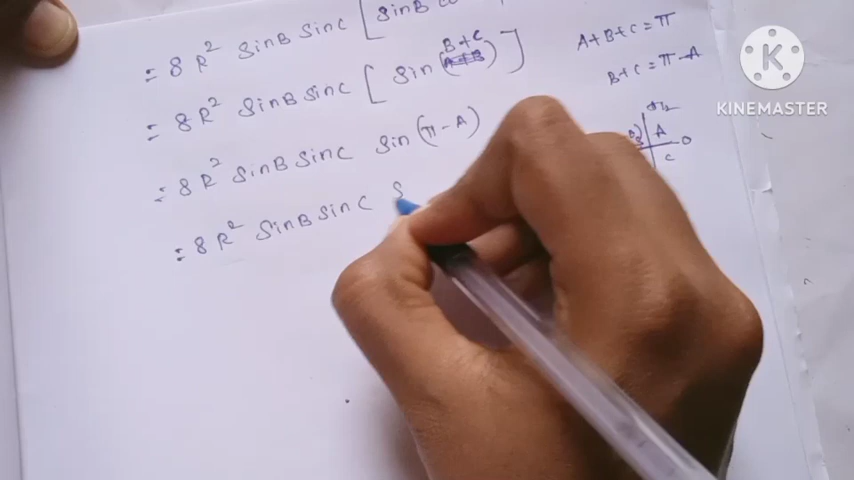 = 8 R² sinB sinC [ sinB
= 8 R² sinB sinC [ sin (B+C) ]
= 8 R² sinB sinC sin (π - A)
= 8 R² sinB sinC S
A+B+C = π
B+C = π - A
A
C
0
KINEMASTER